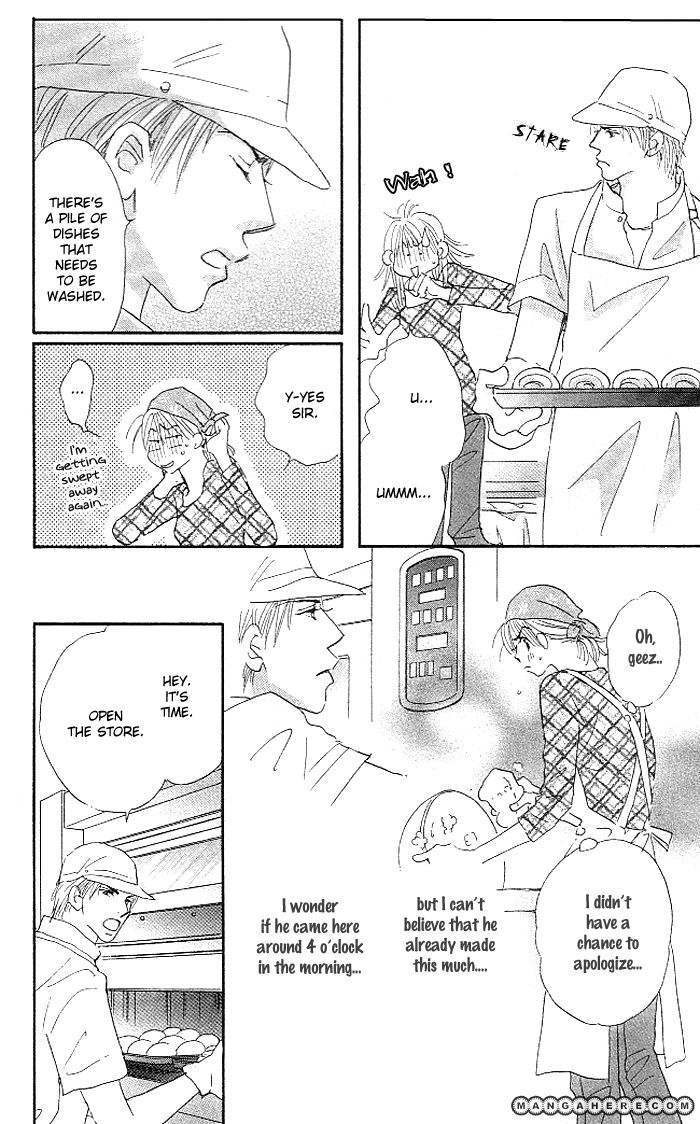 STARE
Wah !
U...
UMMM...
THERE'S
A PILE OF
DISHES
THAT
NEEDS
TO BE
WASHED.
Y-YES
SIR.
...
I'm
getting
swept
away
again...
Oh,
geez..
I didn't
have a
chance to
apologize...
but I can't
believe that he
already made
this much....
I wonder
if he came here
around 4 o'clock
in the morning...
HEY.
IT'S
TIME.
OPEN
THE STORE.
MANGAHERE.COM